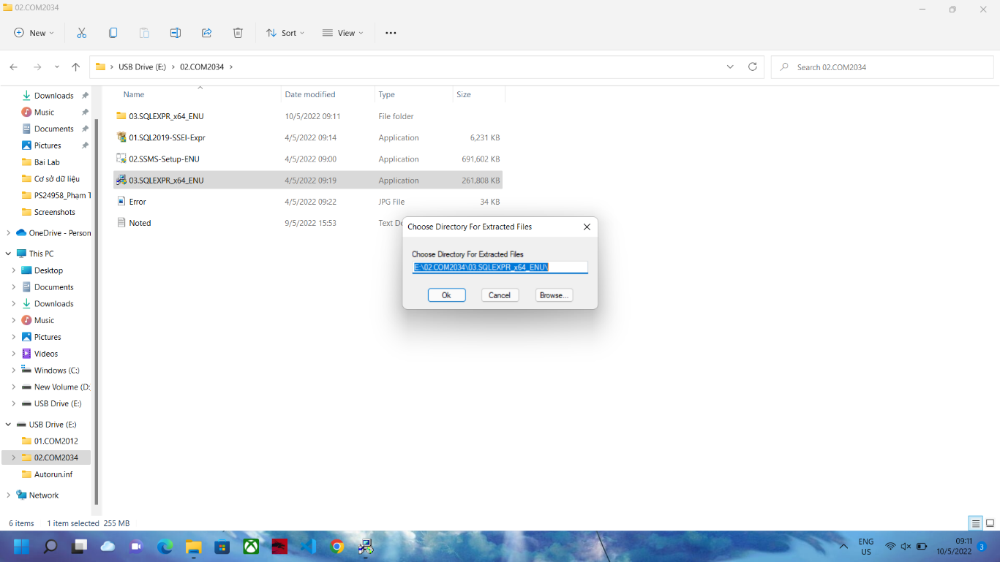 02.COM2034
New
Sort
View
USB Drive (E:)
02.COM2034
Search 02.COM2034
Downloads
Music
Documents
Pictures
Bai Lab
Cơ sở dữ liệu
PS24958_Phạm T
Screenshots
OneDrive - Person
This PC
Desktop
Documents
Downloads
Music
Pictures
Videos
Windows (C:)
New Volume (D:
USB Drive (E:)
USB Drive (E:)
01.COM2012
02.COM2034
Autorun.inf
Network
Name Date modified Type Size
03.SQLEXPR_x64_ENU 10/5/2022 09:11 File folder
01.SQL2019-SSEI-Expr 4/5/2022 09:14 Application 6,231 KB
02.SSMS-Setup-ENU 4/5/2022 09:00 Application 691,602 KB
03.SQLEXPR_x64_ENU 4/5/2022 09:19 Application 261,808 KB
Error 4/5/2022 09:22 JPG File 34 KB
Noted 9/5/2022 15:53 Text Do
Choose Directory For Extracted Files
Choose Directory For Extracted Files
E:\02.COM2034\03.SQLEXPR_x64_ENU\
Ok Cancel Browse...
6 items 1 item selected 255 MB
ENG
US
09:11
10/5/2022
3